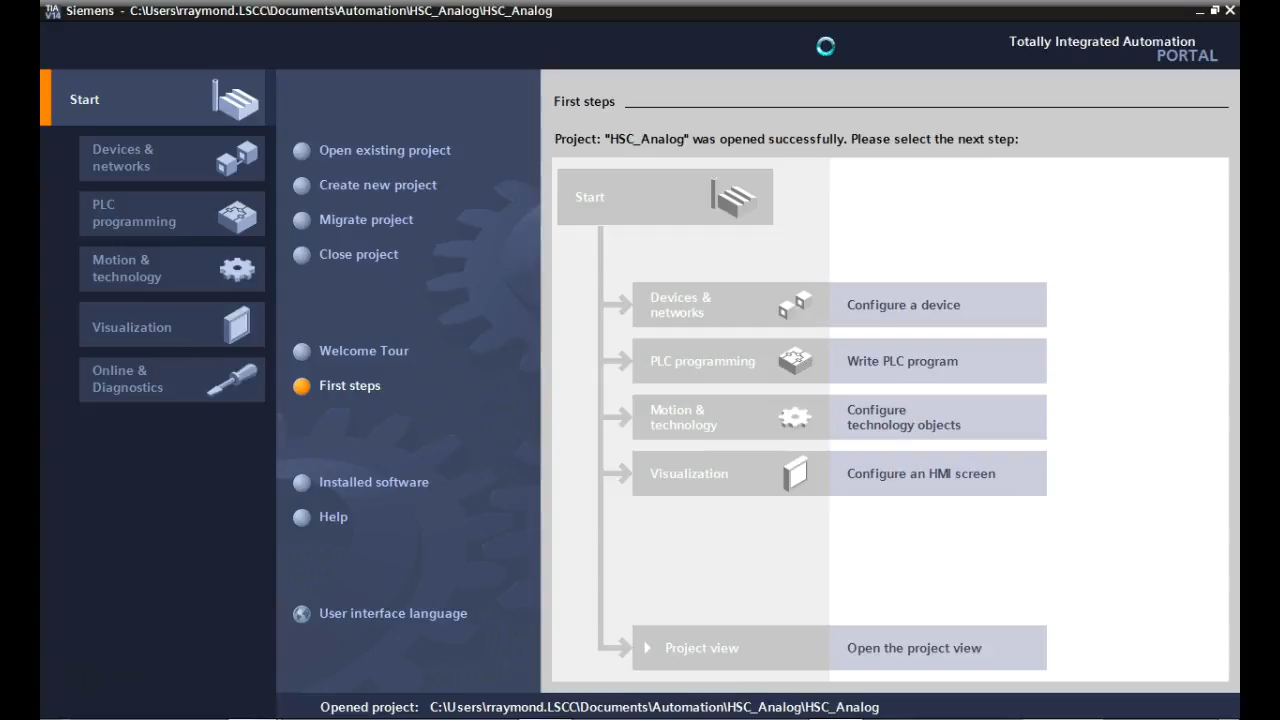 TIA V14 Siemens - C:\Users\rraymond.LSCC\Documents\Automation\HSC_Analog\HSC_Analog
Totally Integrated Automation
PORTAL
Start
Devices &
networks
PLC
programming
Motion &
technology
Visualization
Online &
Diagnostics
Open existing project
Create new project
Migrate project
Close project
Welcome Tour
First steps
Installed software
Help
User interface language
First steps
Project: "HSC_Analog" was opened successfully. Please select the next step:
Start
Devices &
networks
Configure a device
PLC programming
Write PLC program
Motion &
technology
Configure
technology objects
Visualization
Configure an HMI screen
Project view
Open the project view
Opened project: C:\Users\rraymond.LSCC\Documents\Automation\HSC_Analog\HSC_Analog